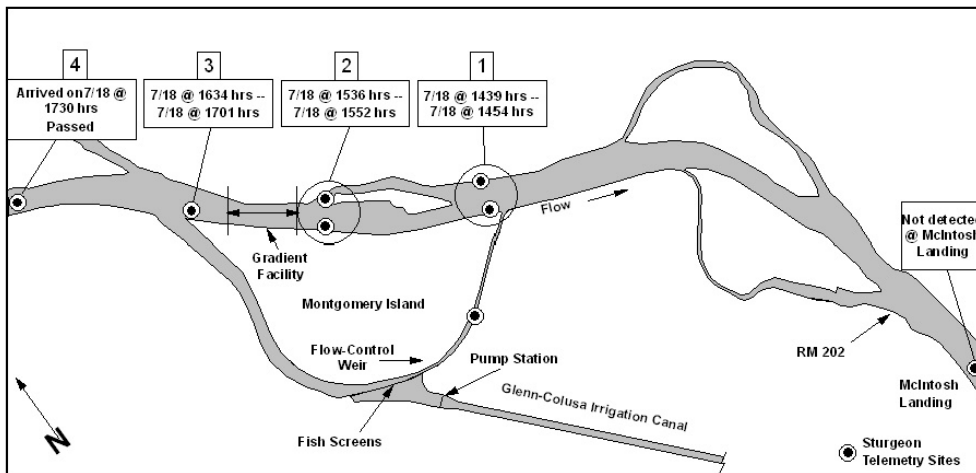 4
3
2
1
Arrived on7/18 @
1730 hrs
Passed
7/18 @ 1634 hrs --
7/18 @ 1701 hrs
7/18 @ 1536 hrs --
7/18 @ 1552 hrs
7/18 @ 1439 hrs --
7/18 @ 1454 hrs
Flow
Not detected
@ McIntosh
Landing
Gradient
Facility
Montgomery Island
Flow-Control
Weir
Pump Station
RM 202
Glenn-Colusa Irrigation Canal
McIntosh
Landing
N
Fish Screens
Sturgeon
Telemetry Sites